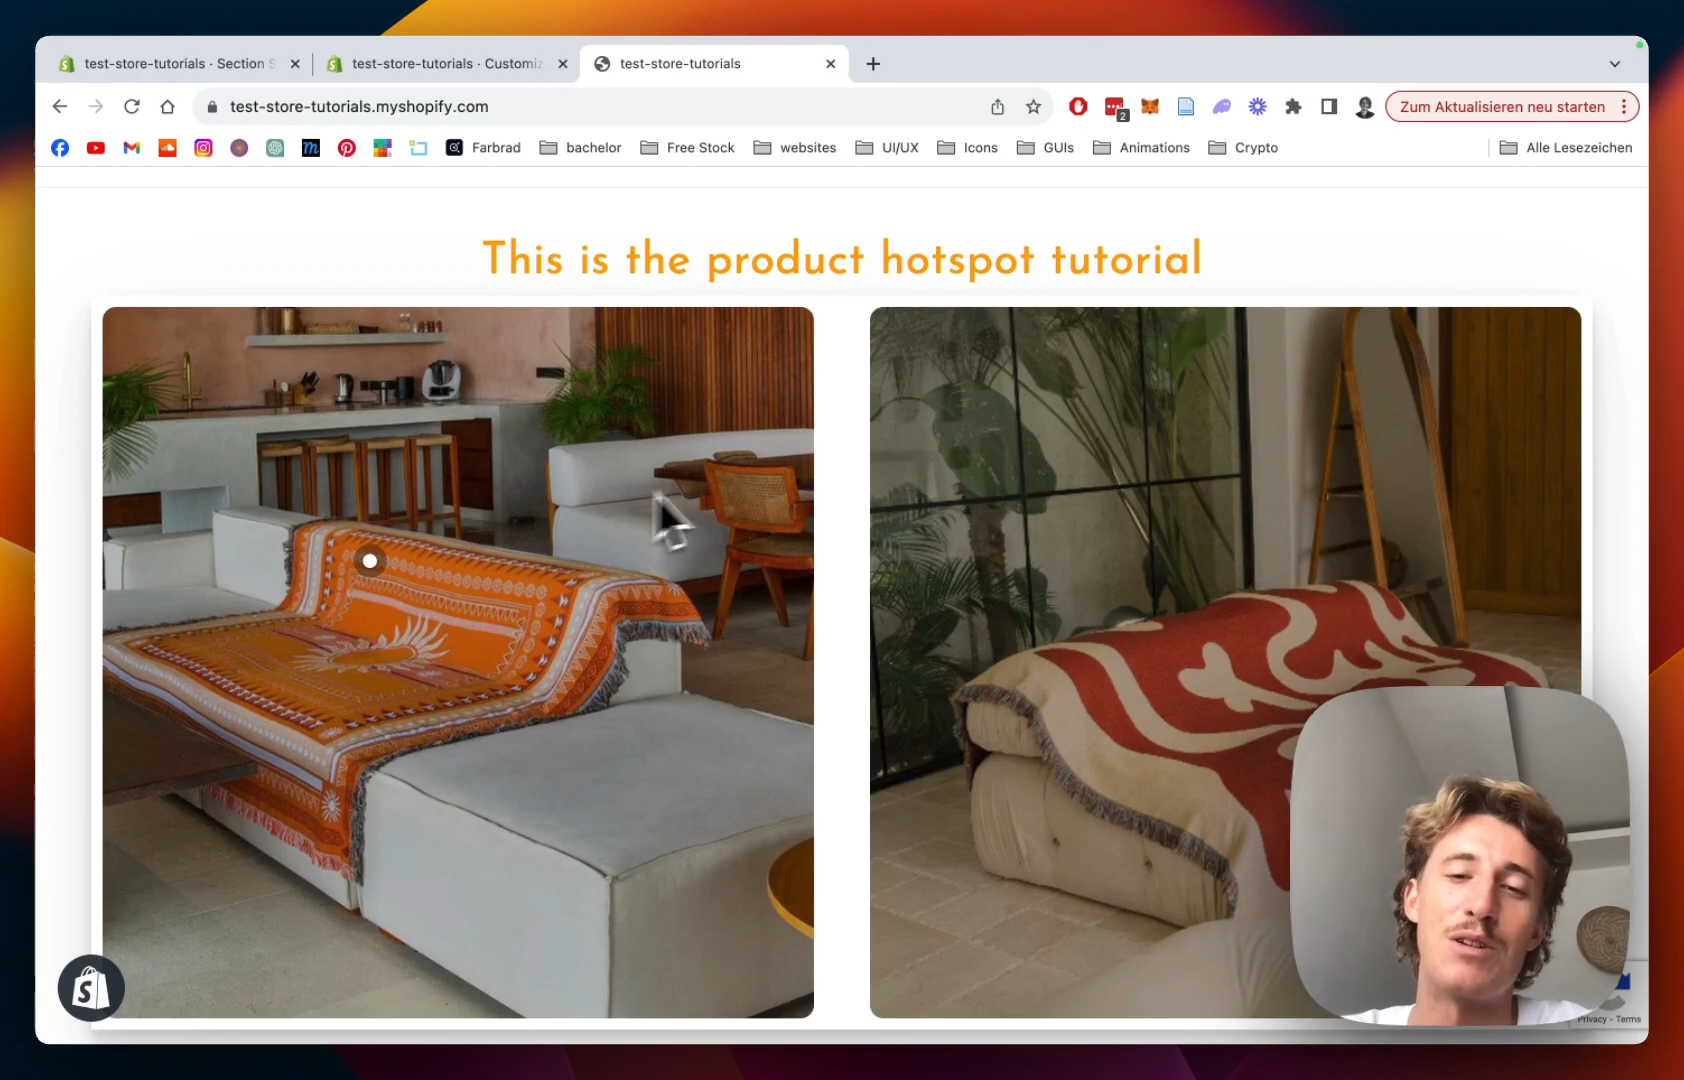 test-store-tutorials · Section S
test-store-tutorials · Customiz
test-store-tutorials
test-store-tutorials.myshopify.com
2
Zum Aktualisieren neu starten
Farbrad
bachelor
Free Stock
websites
UI/UX
Icons
GUIs
Animations
Crypto
Alle Lesezeichen
This is the product hotspot tutorial
Privacy - Terms